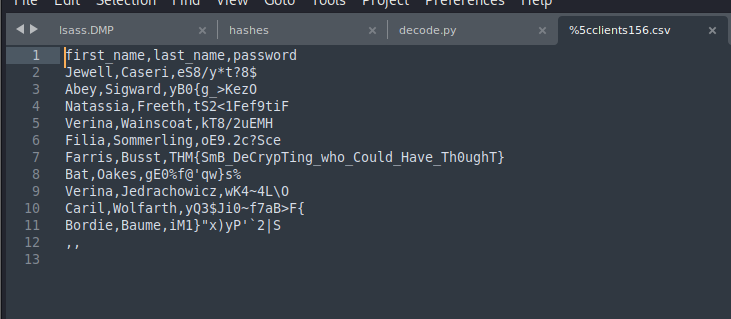 File Edit Selection Find View Goto Tools Project Preferences Help
lsass.DMP × hashes × decode.py × %5cclients156.csv ×
1 first_name,last_name,password
2 Jewell,Caseri,eS8/y*t?8$
3 Abey,Sigward,yB0{g_>KezO
4 Natassia,Freeth,tS2<1Fef9tiF
5 Verina,Wainscoat,kT8/2uEMH
6 Filia,Sommerling,oE9.2c?Sce
7 Farris,Busst,THM{SmB_DeCrypTing_who_Could_Have_Th0ughT}
8 Bat,Oakes,gE0%f@'qw}s%
9 Verina,Jedrachowicz,wK4~4L\O
10 Caril,Wolfarth,yQ3$Ji0~f7aB>F{
11 Bordie,Baume,iM1}"x)yP'`2|S
12 ,,
13